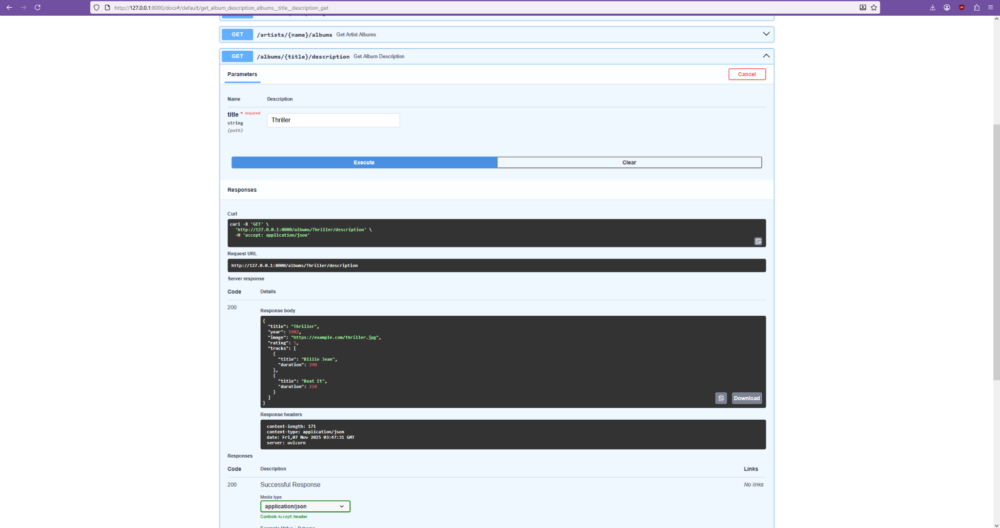 http://127.0.0.1:8000/docs#/default/get_album_description_albums__title__description_get
GET /artists/{name}/albums Get Artist Albums
GET /albums/{title}/description Get Album Description
Parameters
Cancel
Name Description
title * required
string
(path)
Thriller
Execute
Clear
Responses
Curl
curl -X 'GET' \
'http://127.0.0.1:8000/albums/Thriller/description' \
-H 'accept: application/json'
Request URL
http://127.0.0.1:8000/albums/Thriller/description
Server response
Code Details
200
Response body
{
"title": "Thriller",
"year": 1982,
"image": "https://example.com/thriller.jpg",
"rating": 5,
"tracks": [
{
"title": "Billie Jean",
"duration": 240
},
{
"title": "Beat It",
"duration": 210
}
]
}
Download
Response headers
content-length: 171
content-type: application/json
date: Fri,07 Nov 2025 03:47:31 GMT
server: uvicorn
Responses
Code Description Links
200 Successful Response No links
Media type
application/json
Controls Accept header.
Example Value | Schema